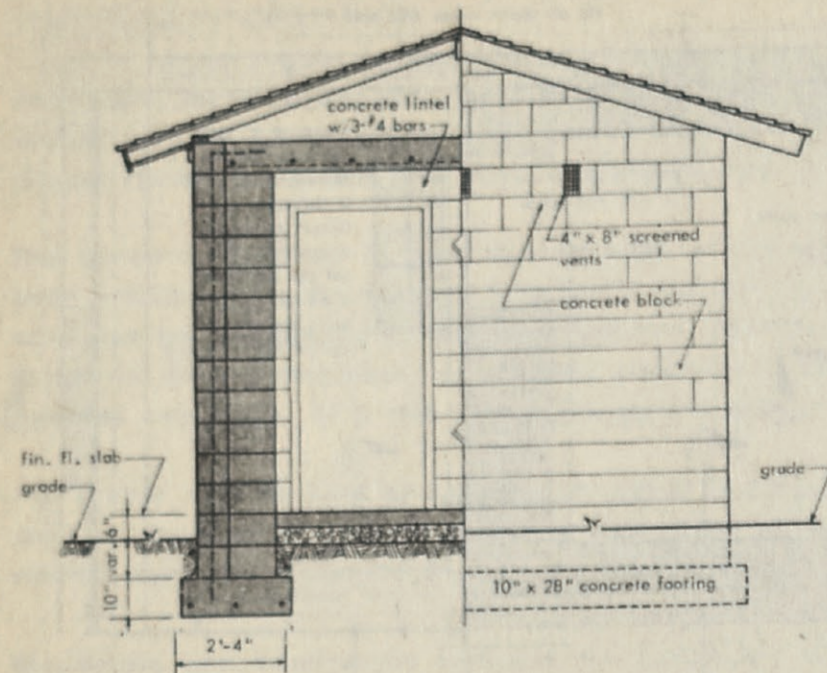 concrete lintel
w/3-#4 bars
4" x 8" screened
vents
concrete block
fin. fl. slab
grade
grade
10" var. 6"
10" x 28" concrete footing
2'-4"